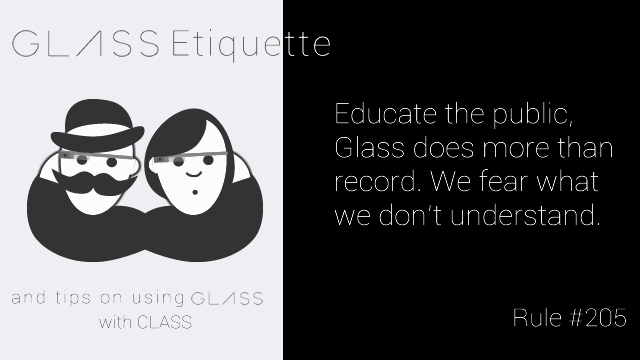 GLASS Etiquette
Educate the public,
Glass does more than
record. We fear what
we don't understand.
and tips on using GLASS
with CLASS
Rule #205